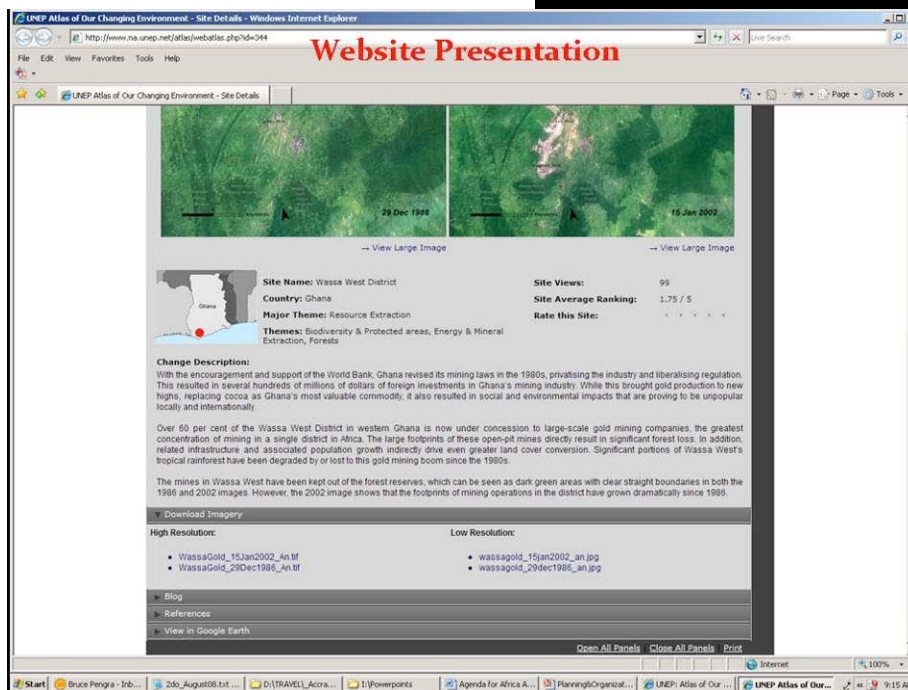 UNEP Atlas of Our Changing Environment - Site Details - Windows Internet Explorer
http://www.na.unep.net/atlas/webatlas.php?id=344
Live Search
Website Presentation
File Edit View Favorites Tools Help
UNEP Atlas of Our Changing Environment - Site Details
Page Tools
29 Dec 1986
15 Jan 2002
→ View Large Image
→ View Large Image
Ghana
Site Name: Wassa West District
Country: Ghana
Major Theme: Resource Extraction
Themes: Biodiversity & Protected areas, Energy & Mineral
Extraction, Forests
Site Views: 99
Site Average Ranking: 1.75 / 5
Rate this Site:
Change Description:
With the encouragement and support of the World Bank, Ghana revised its mining laws in the 1980s, privatising the industry and liberalising regulation.
This resulted in several hundreds of millions of dollars of foreign investments in Ghana's mining industry. While this brought gold production to new
highs, replacing cocoa as Ghana's most valuable commodity, it also resulted in social and environmental impacts that are proving to be unpopular
locally and internationally.
Over 60 per cent of the Wassa West District in western Ghana is now under concession to large-scale gold mining companies, the greatest
concentration of mining in a single district in Africa. The large footprints of these open-pit mines directly result in significant forest loss. In addition,
related infrastructure and associated population growth indirectly drive even greater land cover conversion. Significant portions of Wassa West's
tropical rainforest have been degraded by or lost to this gold mining boom since the 1980s.
The mines in Wassa West have been kept out of the forest reserves, which can be seen as dark green areas with clear straight boundaries in both the
1986 and 2002 images. However, the 2002 image shows that the footprints of mining operations in the district have grown dramatically since 1986.
Download Imagery
High Resolution:
Low Resolution:
• WassaGold_15Jan2002_An.tif
• WassaGold_29Dec1986_An.tif
• wassagold_15jan2002_an.jpg
• wassagold_29dec1986_an.jpg
Blog
References
View in Google Earth
Open All Panels Close All Panels Print
Internet
100%
Start
Bruce Pengra - Inb...
2do_August08.txt ...
D:\TRAVEL\_Accra...
I:\Powerpoints
Agenda for Africa A...
Planning&Organizat...
UNEP: Atlas of Our ...
UNEP Atlas of Our...
9:15 A